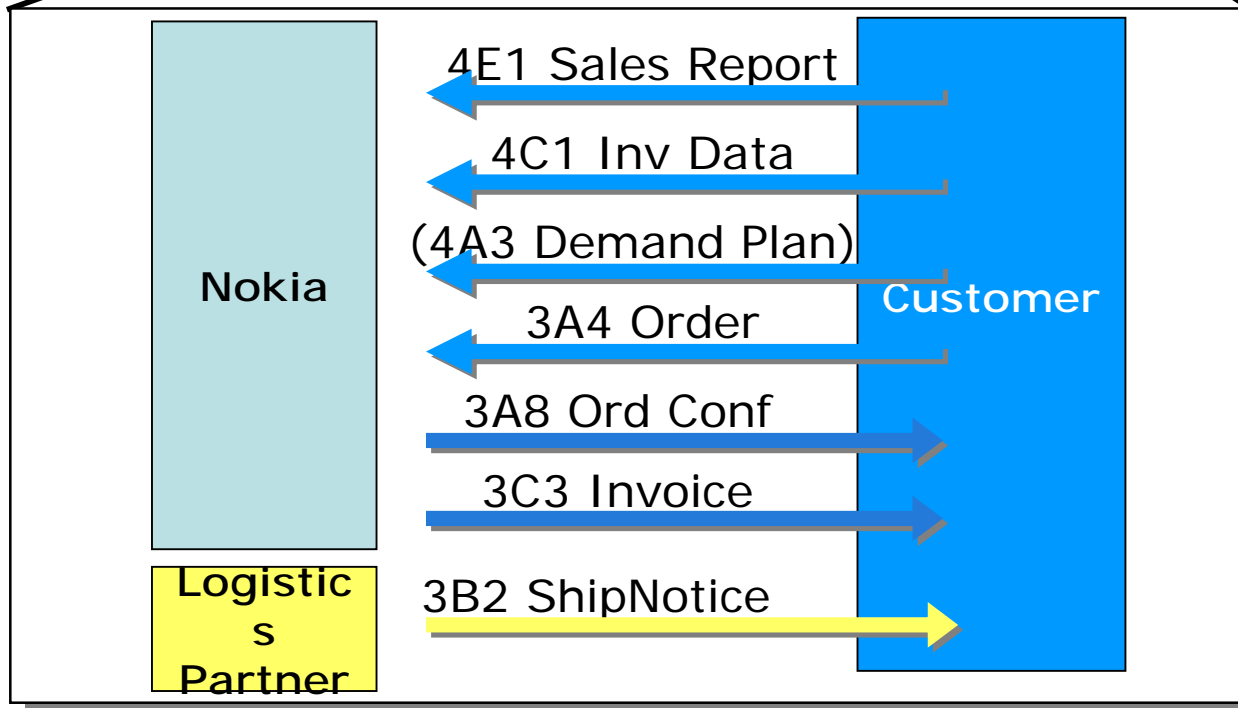 4E1 Sales Report
4C1 Inv Data
(4A3 Demand Plan)
Nokia
Customer
3A4 Order
3A8 Ord Conf
3C3 Invoice
Logistic
s
Partner
3B2 ShipNotice